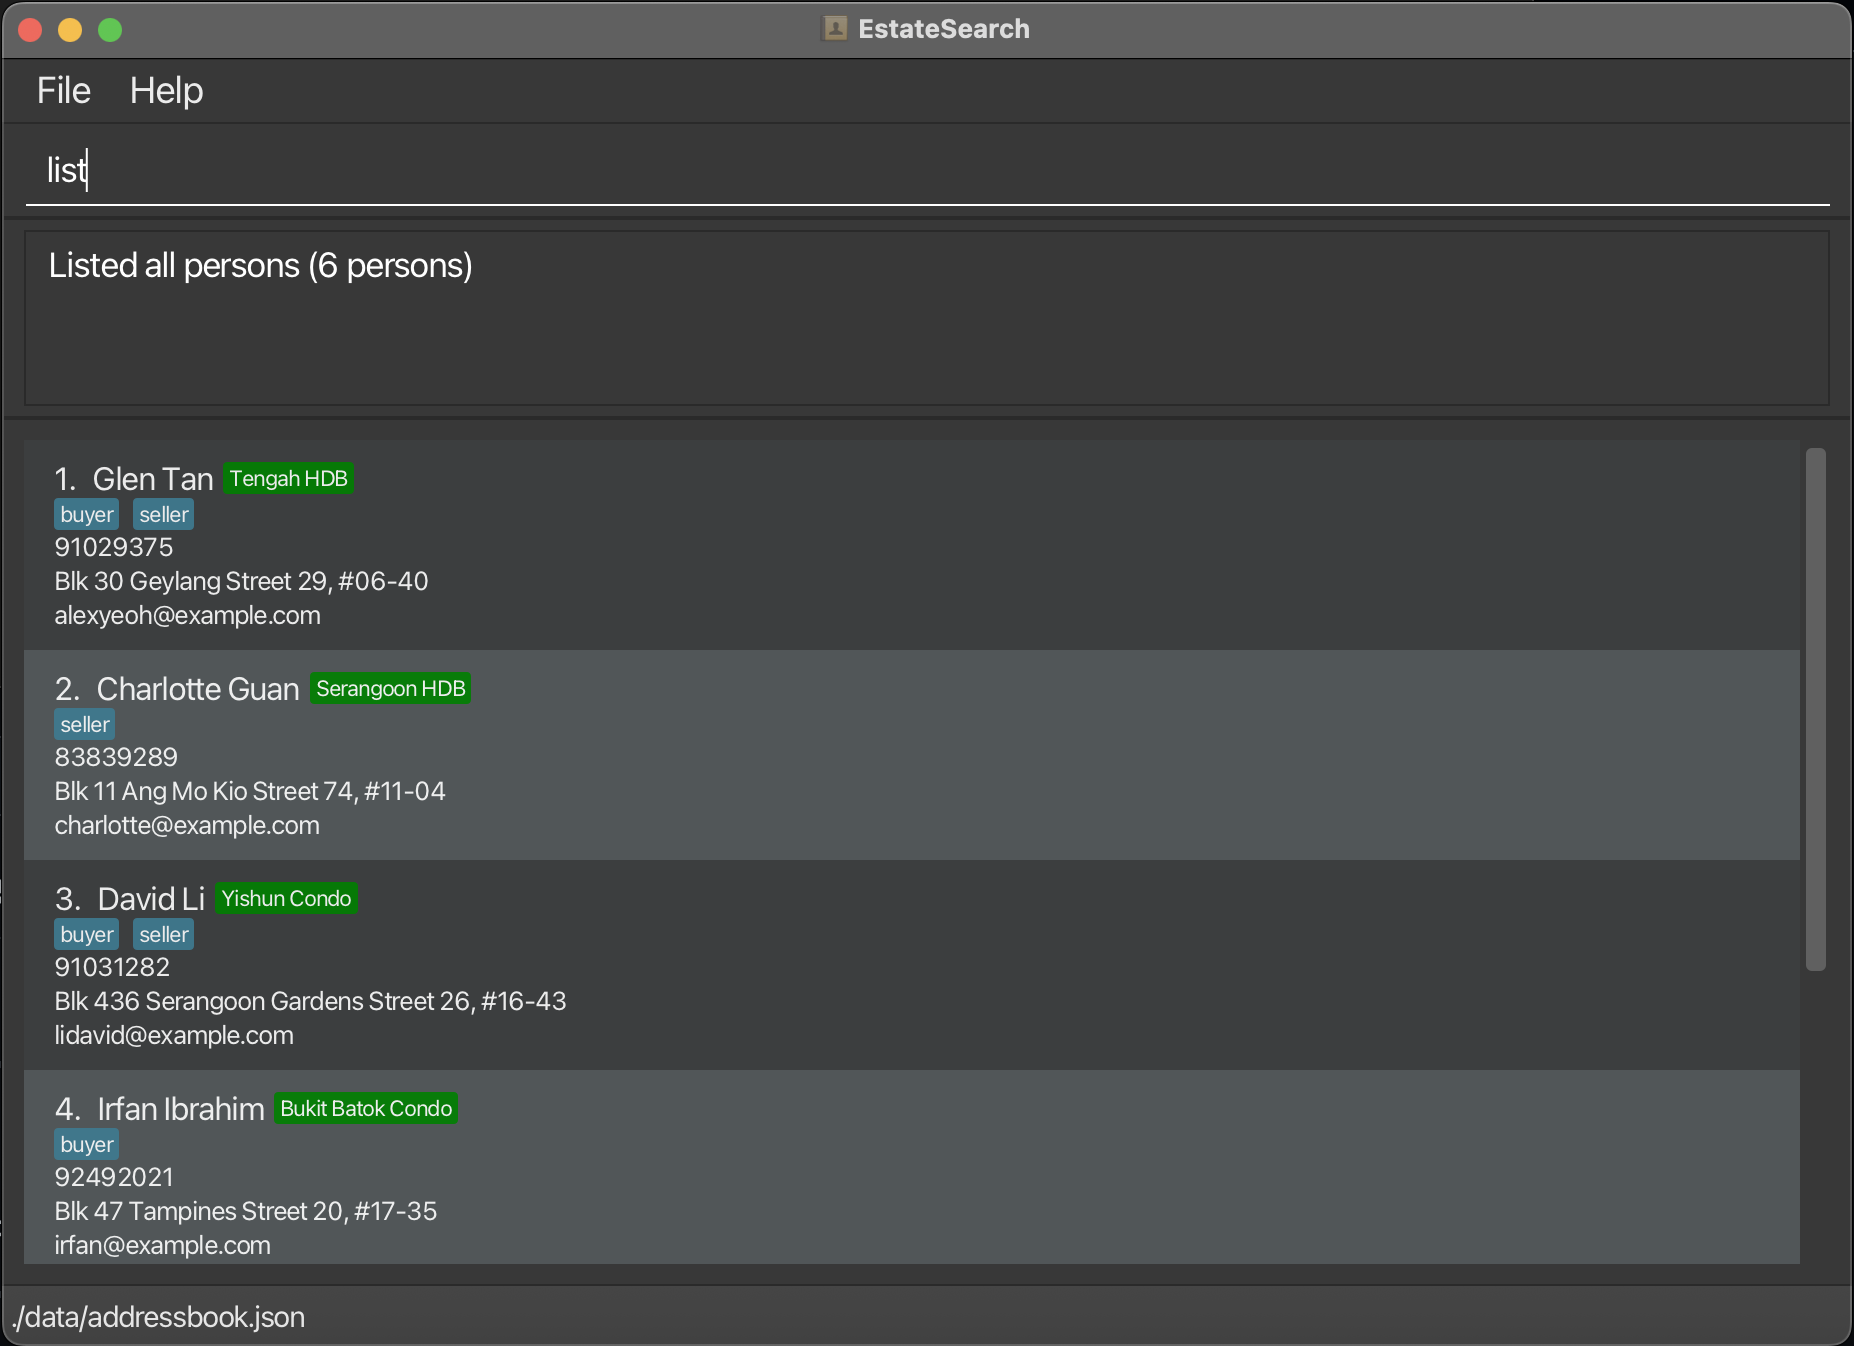 EstateSearch
File Help
list
Listed all persons (6 persons)
1. Glen Tan Tengah HDB
buyer seller
91029375
Blk 30 Geylang Street 29, #06-40
alexyeoh@example.com
2. Charlotte Guan Serangoon HDB
seller
83839289
Blk 11 Ang Mo Kio Street 74, #11-04
charlotte@example.com
3. David Li Yishun Condo
buyer seller
91031282
Blk 436 Serangoon Gardens Street 26, #16-43
lidavid@example.com
4. Irfan Ibrahim Bukit Batok Condo
buyer
92492021
Blk 47 Tampines Street 20, #17-35
irfan@example.com
./data/addressbook.json